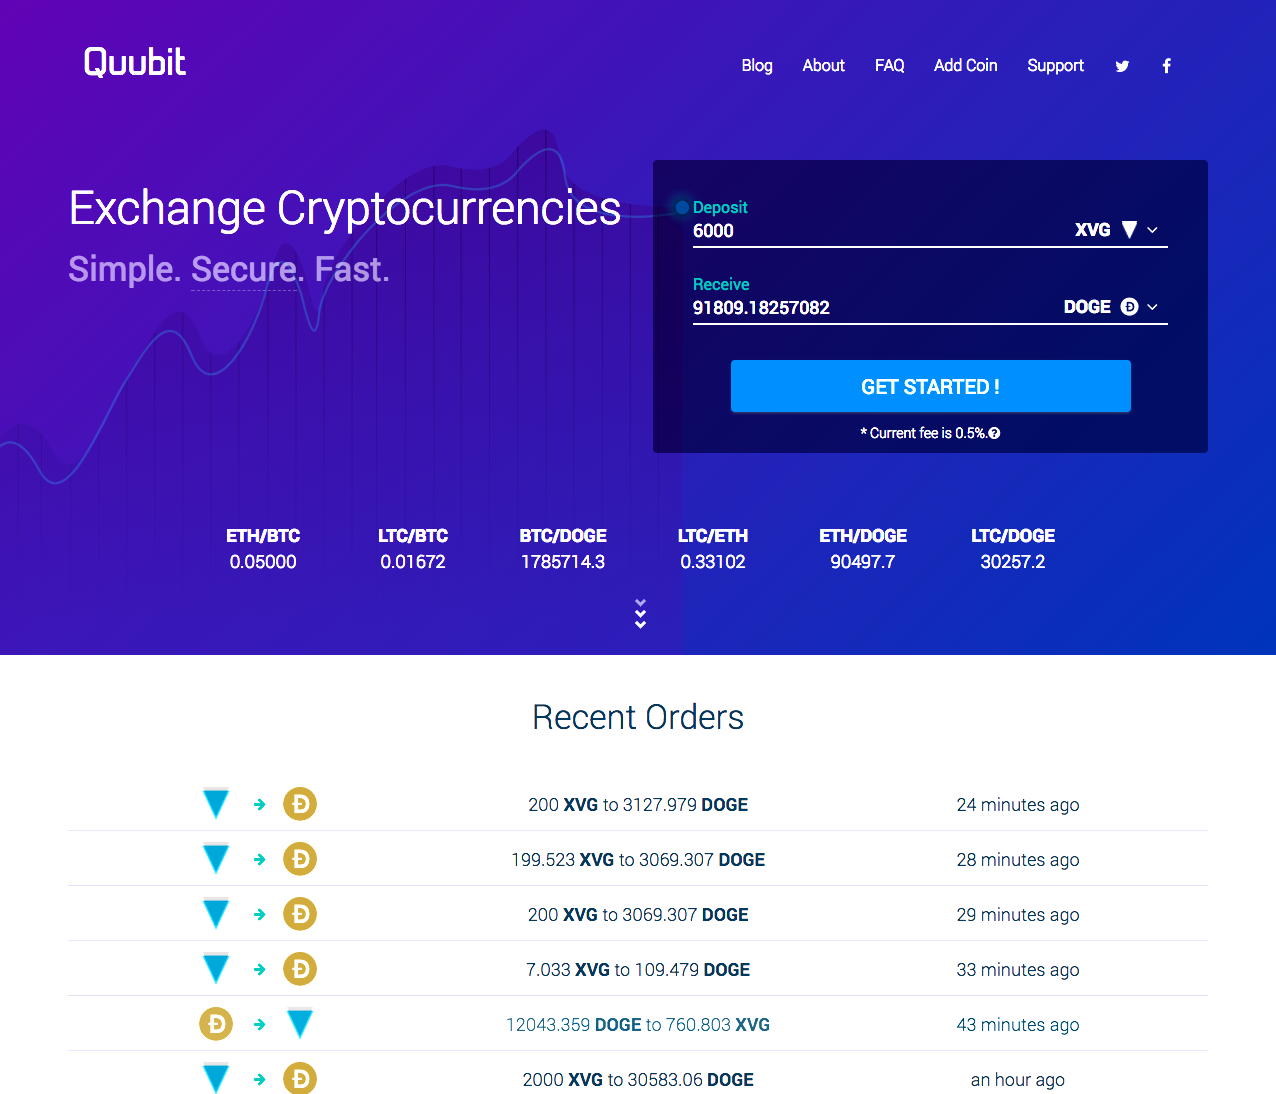 Quubit
Blog About FAQ Add Coin Support
Exchange Cryptocurrencies
Simple. Secure. Fast.
Deposit
6000 XVG
Receive
91809.18257082 DOGE
GET STARTED !
* Current fee is 0.5%.
ETH/BTC LTC/BTC BTC/DOGE LTC/ETH ETH/DOGE LTC/DOGE
0.05000 0.01672 1785714.3 0.33102 90497.7 30257.2
Recent Orders
200 XVG to 3127.979 DOGE 24 minutes ago
199.523 XVG to 3069.307 DOGE 28 minutes ago
200 XVG to 3069.307 DOGE 29 minutes ago
7.033 XVG to 109.479 DOGE 33 minutes ago
12043.359 DOGE to 760.803 XVG 43 minutes ago
2000 XVG to 30583.06 DOGE an hour ago